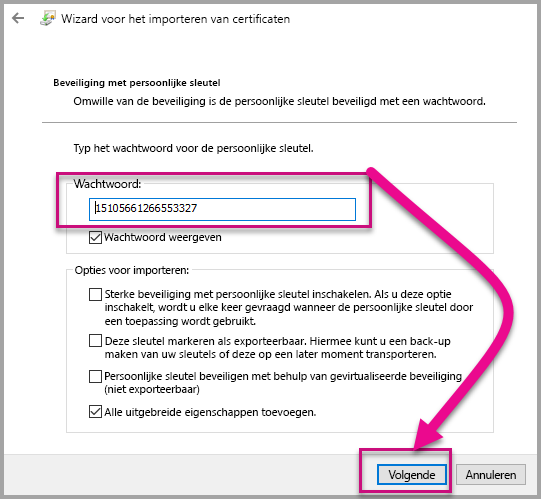 Wizard voor het importeren van certificaten
Beveiliging met persoonlijke sleutel
Omwille van de beveiliging is de persoonlijke sleutel beveiligd met een wachtwoord.
Typ het wachtwoord voor de persoonlijke sleutel.
Wachtwoord:
15105661266553327
Wachtwoord weergeven
Opties voor importeren:
Sterke beveiliging met persoonlijke sleutel inschakelen. Als u deze optie
inschakelt, wordt u elke keer gevraagd wanneer de persoonlijke sleutel door
een toepassing wordt gebruikt.
Deze sleutel markeren als exporteerbaar. Hiermee kunt u een back-up
maken van uw sleutels of deze op een later moment transporteren.
Persoonlijke sleutel beveiligen met behulp van gevirtualiseerde beveiliging
(niet exporteerbaar)
Alle uitgebreide eigenschappen toevoegen.
Volgende
Annuleren